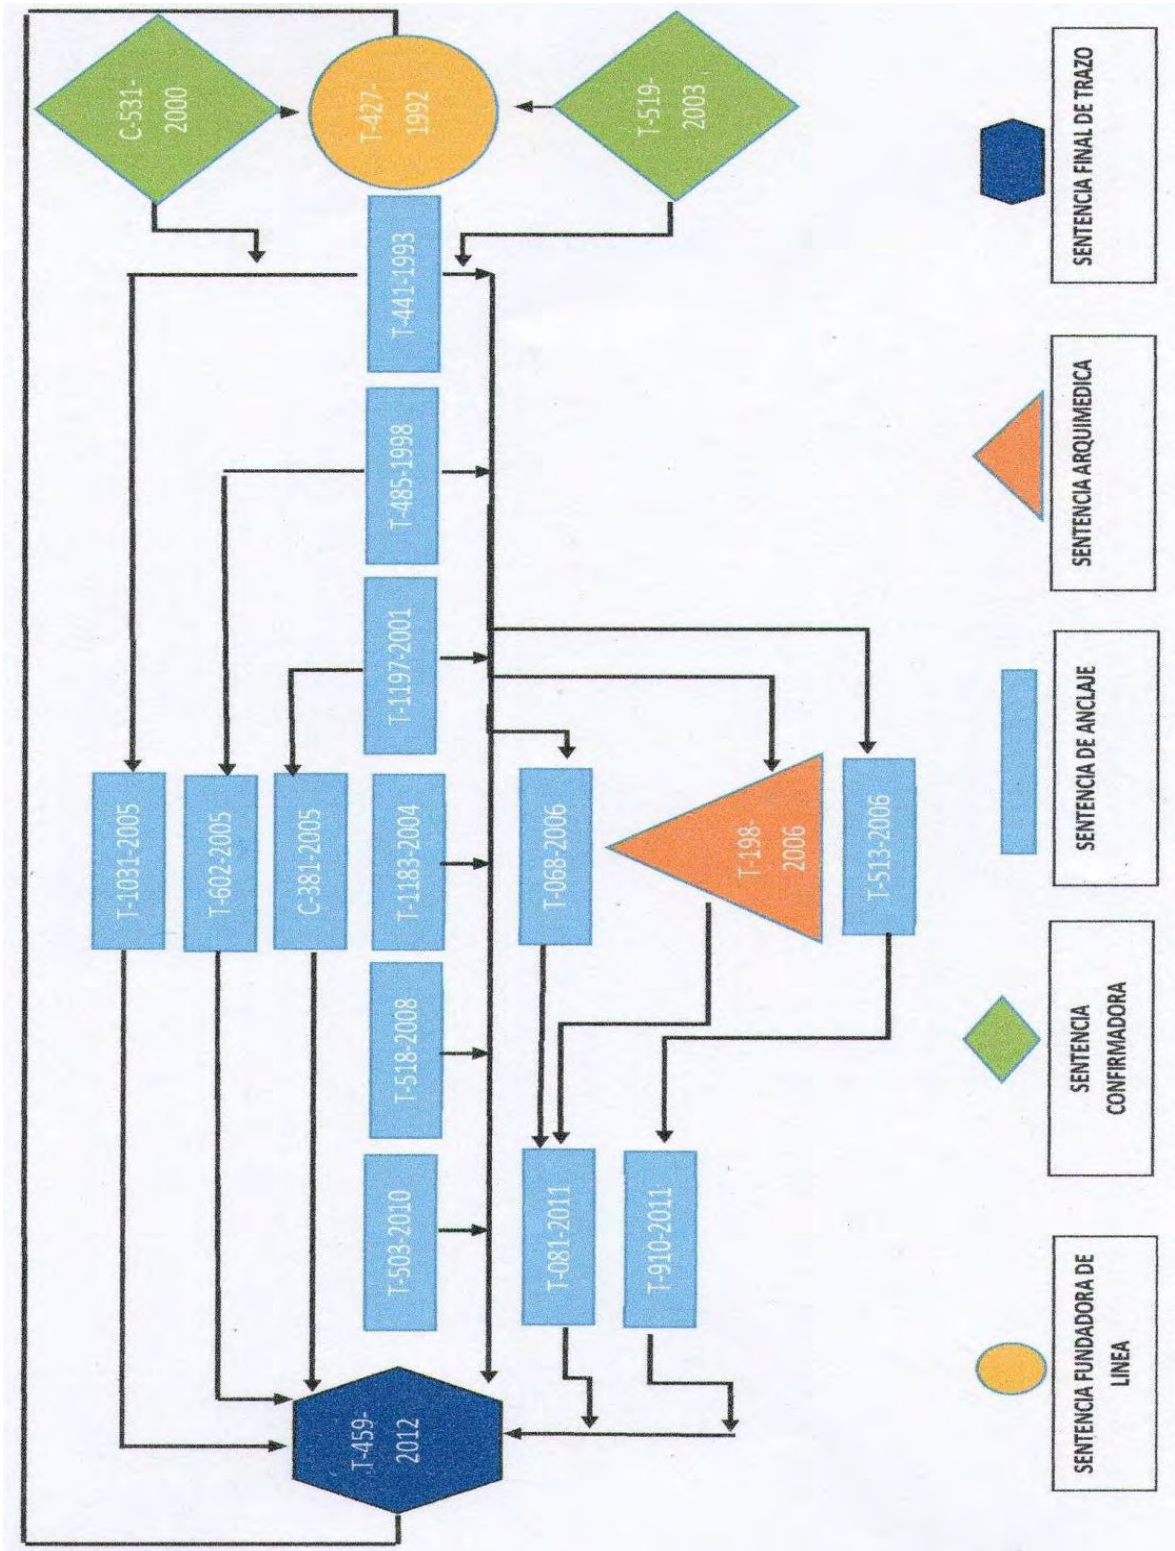 T-1031-2005
C-531-
2000
T-602-2005
C-381-2005
T-459-
2012
T-503-2010
T-518-2008
T-1183-2004
T-1197-2001
T-485-1998
T-441-1993
T-427-
1992
T-081-2011
T-068-2006
T-910-2011
T-519-
2003
T-198-
2006
T-513-2006
SENTENCIA FUNDADORA DE
LINEA
SENTENCIA
CONFIRMADORA
SENTENCIA DE ANCLAJE
SENTENCIA ARQUIMEDICA
SENTENCIA FINAL DE TRAZO